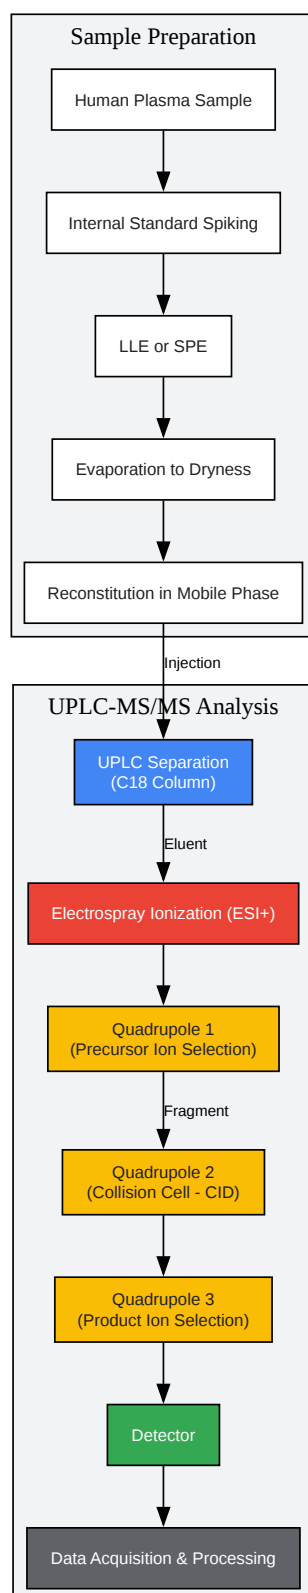 Sample Preparation
Human Plasma Sample
Internal Standard Spiking
LLE or SPE
Evaporation to Dryness
Reconstitution in Mobile Phase
Injection
UPLC-MS/MS Analysis
UPLC Separation
(C18 Column)
Eluent
Electrospray Ionization (ESI+)
Quadrupole 1
(Precursor Ion Selection)
Fragment
Quadrupole 2
(Collision Cell - CID)
Quadrupole 3
(Product Ion Selection)
Detector
Data Acquisition & Processing